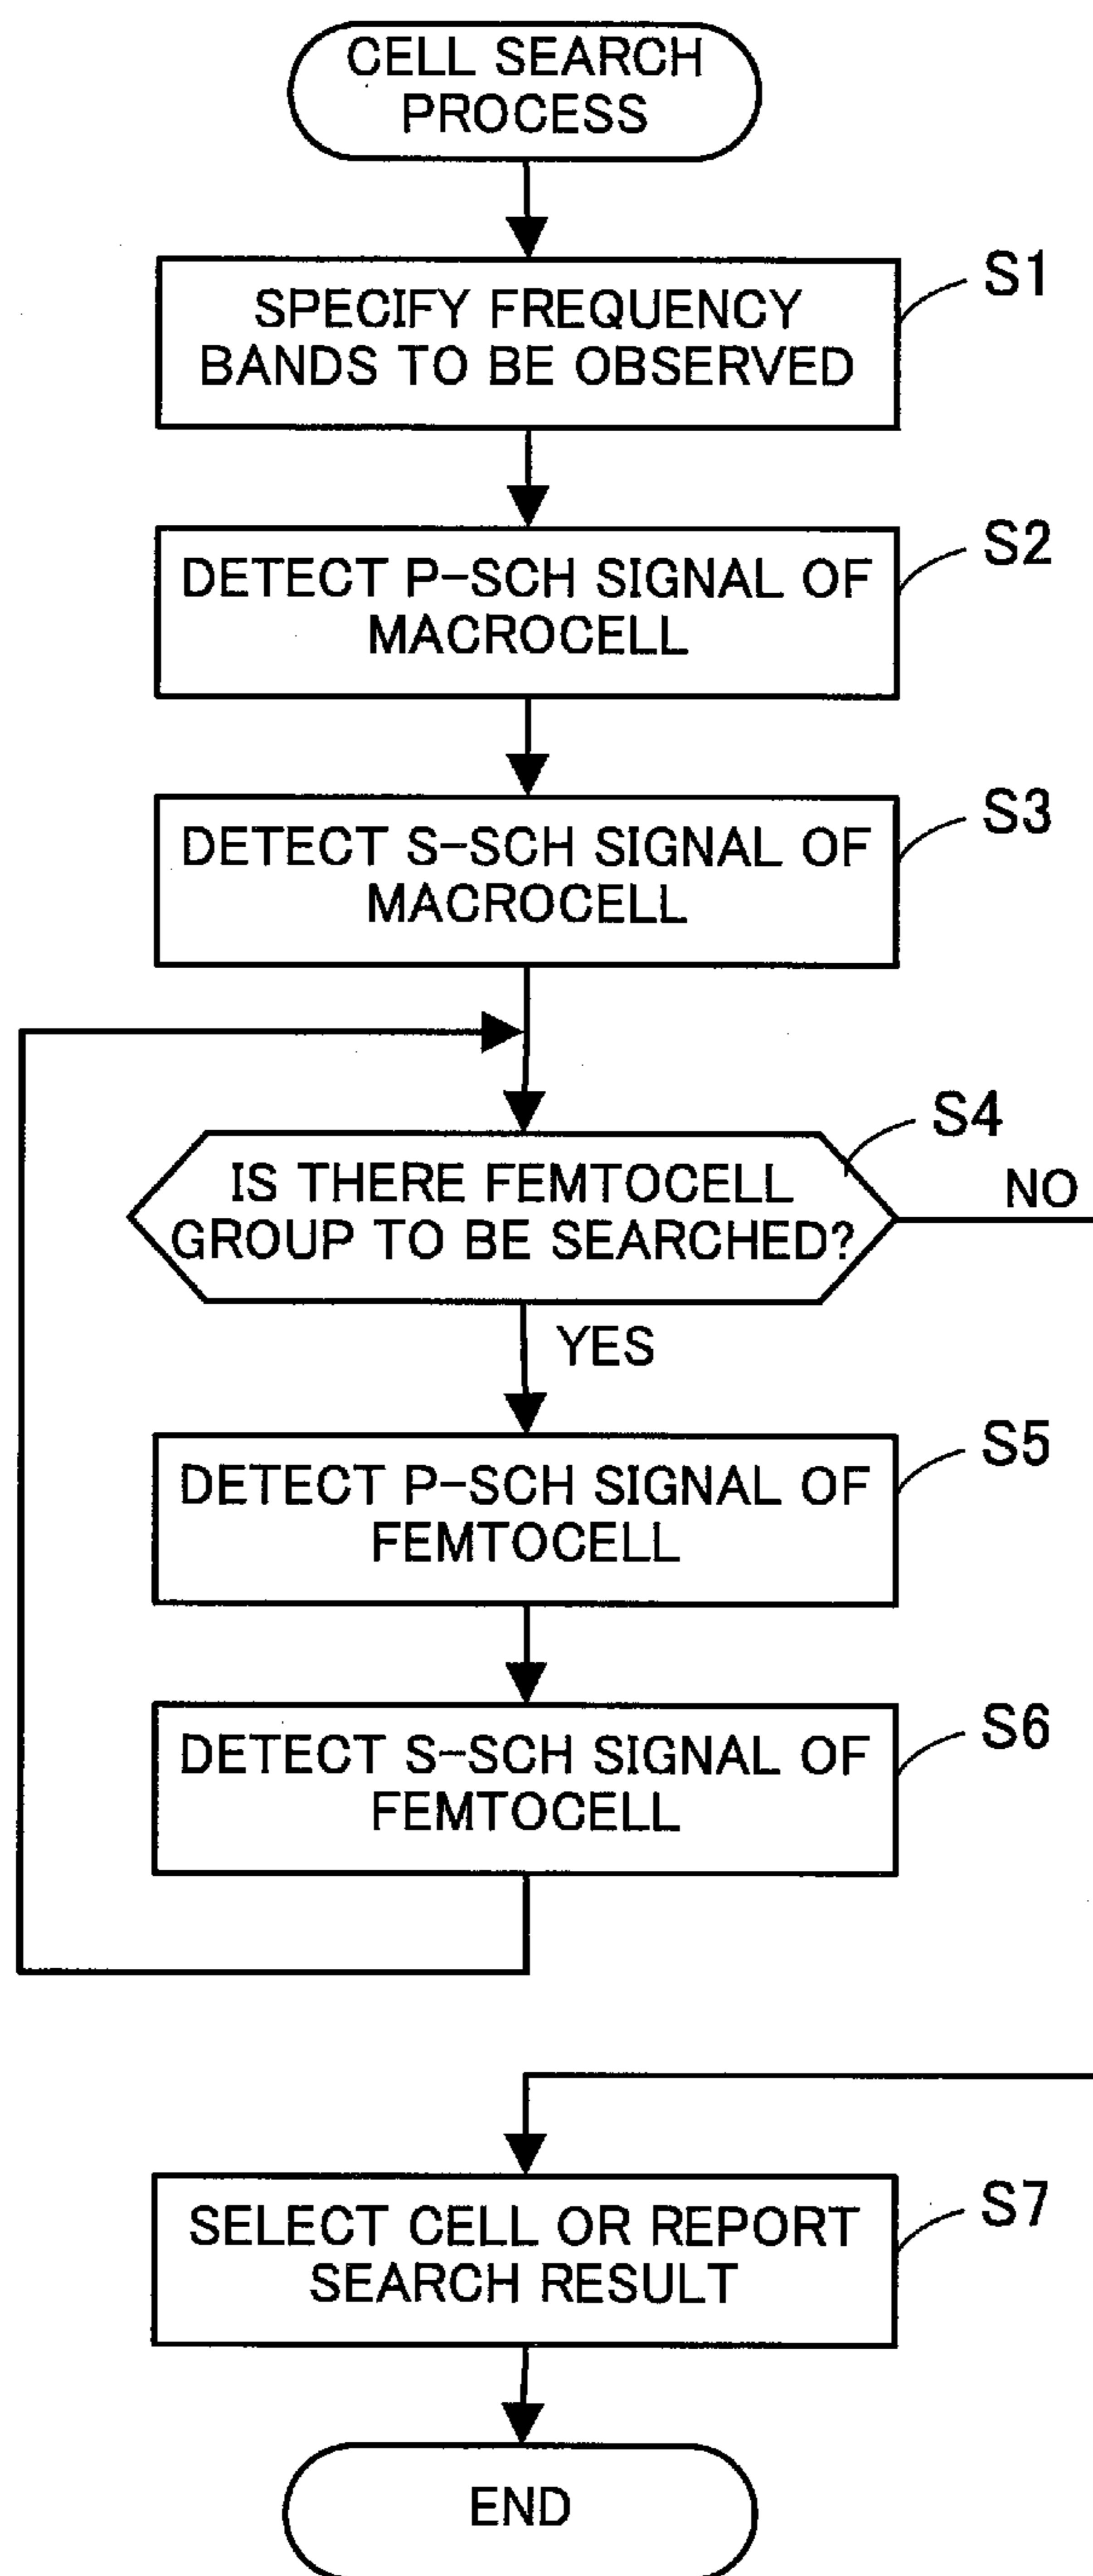 CELL SEARCH
PROCESS
SPECIFY FREQUENCY
BANDS TO BE OBSERVED
S1
DETECT P-SCH SIGNAL OF
MACROCELL
S2
DETECT S-SCH SIGNAL OF
MACROCELL
S3
IS THERE FEMTOCELL
GROUP TO BE SEARCHED?
S4
NO
YES
DETECT P-SCH SIGNAL OF
FEMTOCELL
S5
DETECT S-SCH SIGNAL OF
FEMTOCELL
S6
SELECT CELL OR REPORT
SEARCH RESULT
S7
END